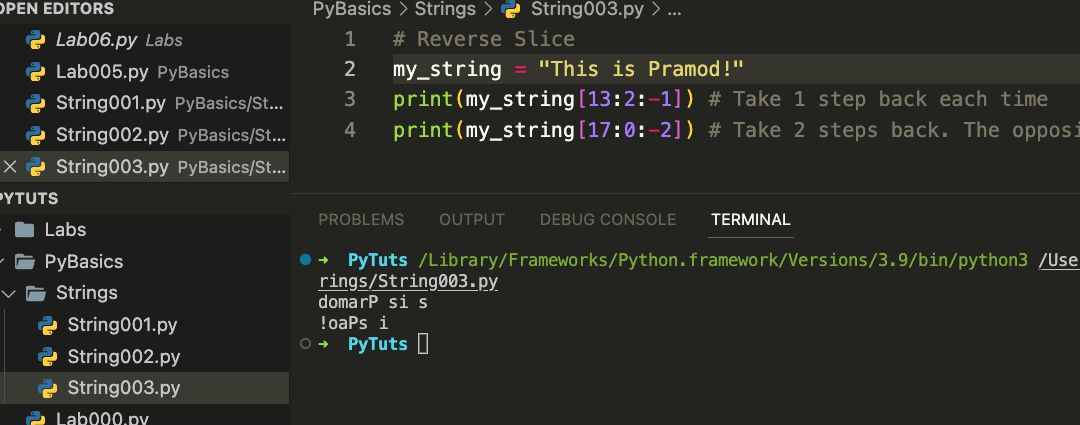 OPEN EDITORS
Lab06.py Labs
Lab005.py PyBasics
String001.py PyBasics/St...
String002.py PyBasics/St...
String003.py PyBasics/St...
PYTUTS
Labs
PyBasics
Strings
String001.py
String002.py
String003.py
Lab000.py
PyBasics > Strings > String003.py > ...
1 # Reverse Slice
2 my_string = "This is Pramod!"
3 print(my_string[13:2:-1]) # Take 1 step back each time
4 print(my_string[17:0:-2]) # Take 2 steps back. The opposi
PROBLEMS OUTPUT DEBUG CONSOLE TERMINAL
➜ PyTuts /Library/Frameworks/Python.framework/Versions/3.9/bin/python3 /Use
rings/String003.py
domarP si s
!oaPs i
➜ PyTuts